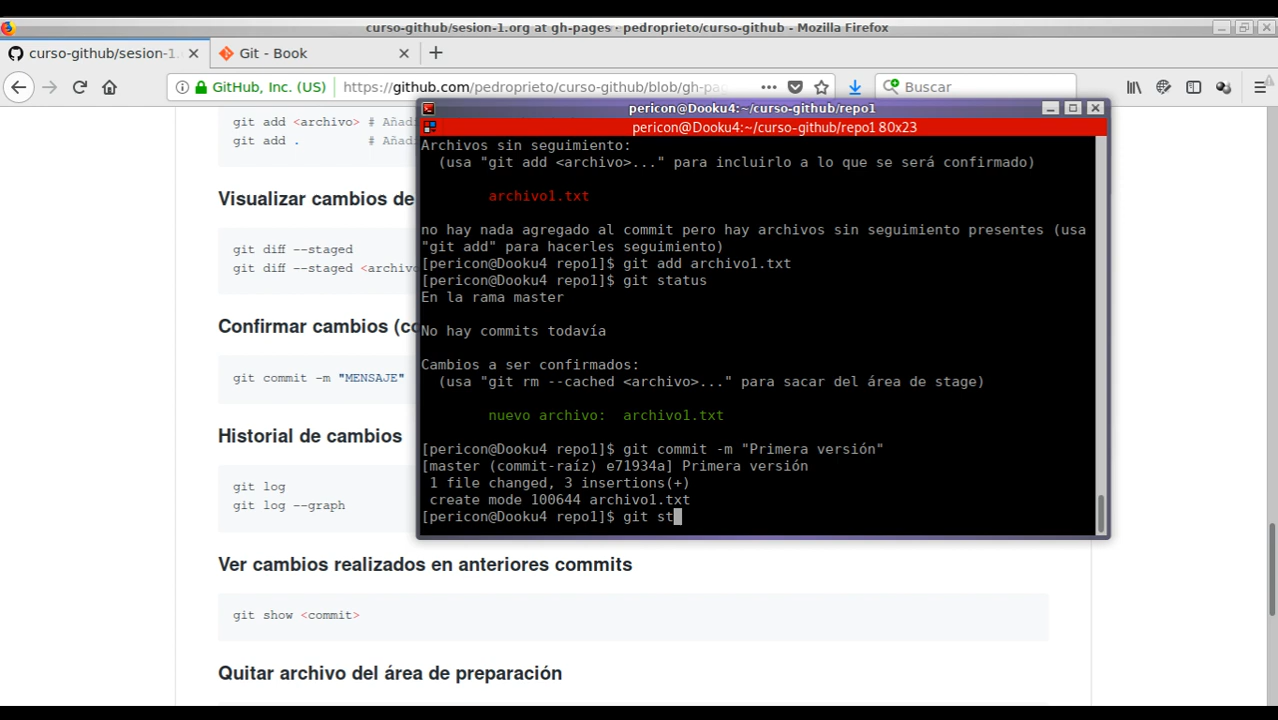 curso-github/sesion-1.org at gh-pages · pedroprieto/curso-github - Mozilla Firefox
curso-github/sesion-1.
Git - Book
GitHub, Inc. (US)
https://github.com/pedroprieto/curso-github/blob/gh-pag
Buscar
git add <archivo> # Añadi
git add . # Añad
Visualizar cambios de
git diff --staged
git diff --staged <archivo
Confirmar cambios (co
git commit -m "MENSAJE"
Historial de cambios
git log
git log --graph
Ver cambios realizados en anteriores commits
git show <commit>
Quitar archivo del área de preparación
pericon@Dooku4:~/curso-github/repo1
pericon@Dooku4:~/curso-github/repo1 80x23
Archivos sin seguimiento:
(usa "git add <archivo>..." para incluirlo a lo que se será confirmado)
archivo1.txt
no hay nada agregado al commit pero hay archivos sin seguimiento presentes (usa
"git add" para hacerles seguimiento)
[pericon@Dooku4 repo1]$ git add archivo1.txt
[pericon@Dooku4 repo1]$ git status
En la rama master
No hay commits todavía
Cambios a ser confirmados:
(usa "git rm --cached <archivo>..." para sacar del área de stage)
nuevo archivo: archivo1.txt
[pericon@Dooku4 repo1]$ git commit -m "Primera versión"
[master (commit-raíz) e71934a] Primera versión
1 file changed, 3 insertions(+)
create mode 100644 archivo1.txt
[pericon@Dooku4 repo1]$ git st